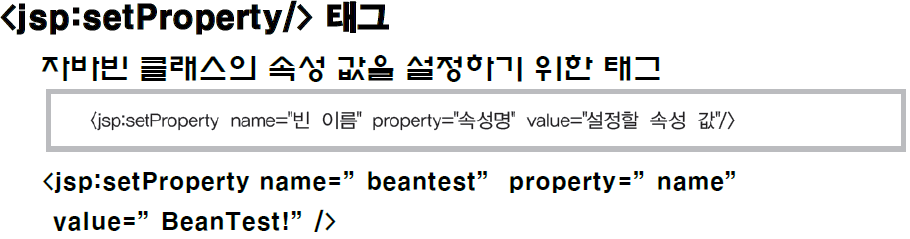 <jsp:setProperty/> 태그
자바빈 클래스의 속성 값을 설정하기 위한 태그
<jsp:setProperty name="빈 이름" property="속성명" value="설정할 속성 값"/>
<jsp:setProperty name=” beantest” property=” name”
value=” BeanTest!” />